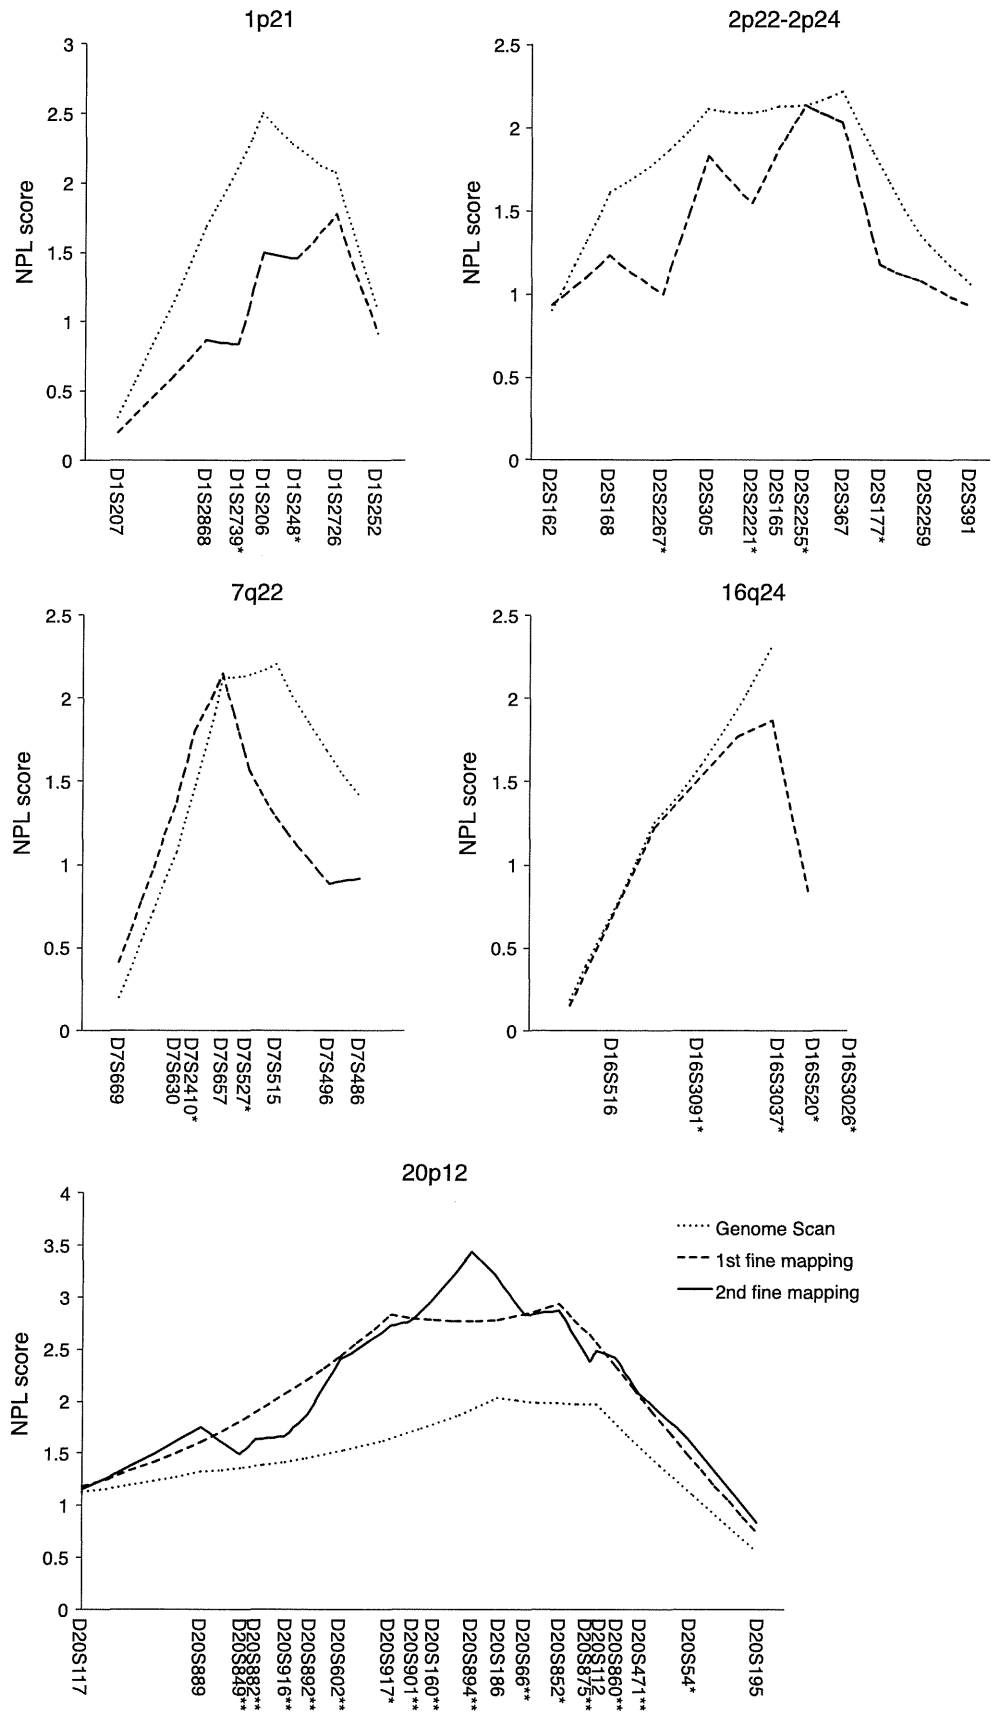 1p21
3
2.5
2
1.5
1
0.5
0
NPL score
D1S207
D1S2868
D1S2739*
D1S206
D1S248*
D1S2726
D1S252
2p22-2p24
2.5
2
1.5
1
0.5
0
NPL score
D2S162
D2S168
D2S2267*
D2S305
D2S2221*
D2S165
D2S2255*
D2S367
D2S177*
D2S2259
D2S391
7q22
2.5
2
1.5
1
0.5
0
NPL score
D7S669
D7S630
D7S2410*
D7S657
D7S527*
D7S515
D7S496
D7S486
16q24
2.5
2
1.5
1
0.5
0
NPL score
D16S516
D16S3091*
D16S3037*
D16S520*
D16S3026*
20p12
4
3.5
3
2.5
2
1.5
1
0.5
0
NPL score
Genome Scan
1st fine mapping
2nd fine mapping
D20S117
D20S889
D20S849**
D20S882**
D20S916**
D20S892**
D20S602**
D20S917*
D20S901**
D20S160**
D20S894**
D20S186
D20S66**
D20S852*
D20S875**
D20S112
D20S860**
D20S471**
D20S54*
D20S195